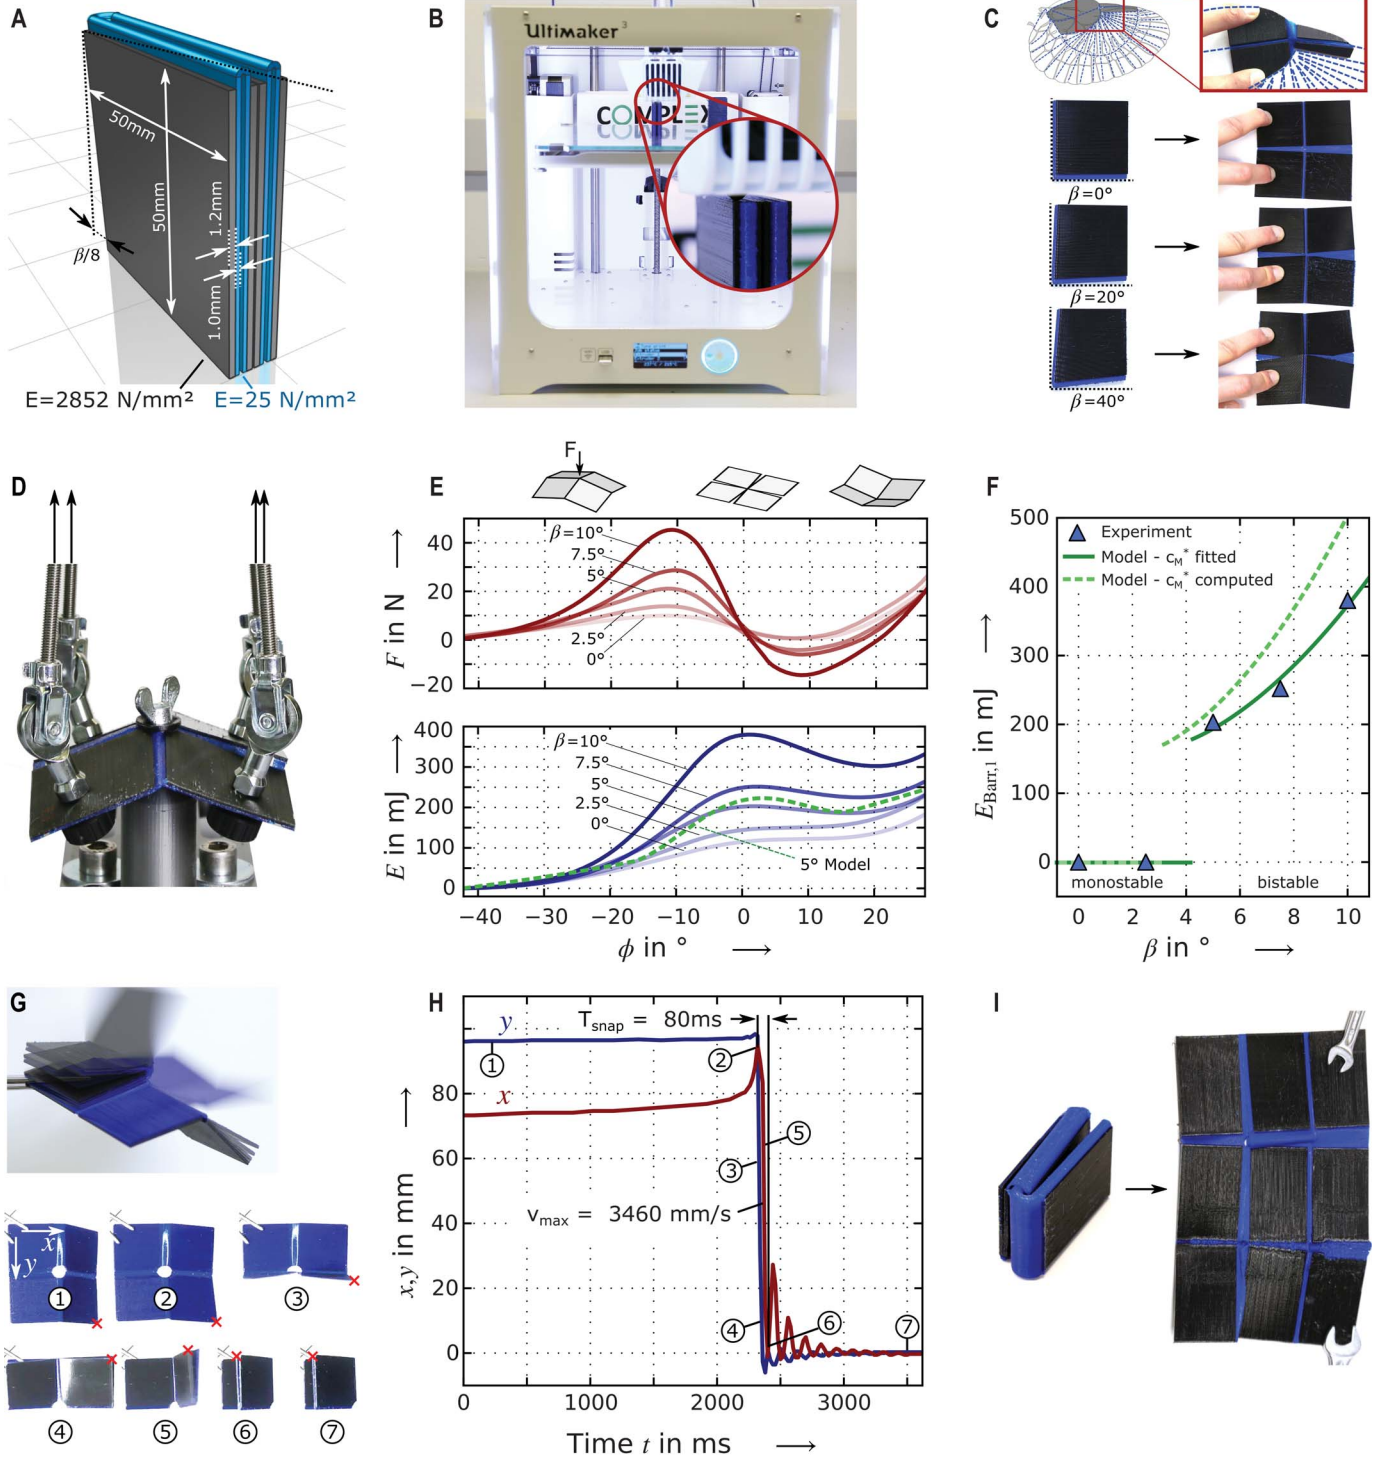 A
50mm
50mm
1.2mm
1.0mm
β/8
E=2852 N/mm²
E=25 N/mm²
B
Ultimaker³
COMPLEX
C
β=0°
β=20°
β=40°
D
E
F
β=10°
7.5°
5°
2.5°
0°
40
20
0
−20
F in N
β=10°
7.5°
5°
2.5°
0°
5° Model
400
300
200
100
0
E in mJ
−40
−30
−20
−10
0
10
20
ϕ in °
F
Experiment
Model - c_M* fitted
Model - c_M* computed
500
400
300
200
100
0
E_Barr,1 in mJ
monostable
bistable
0
2
4
6
8
10
β in °
G
x
y
1
2
3
4
5
6
7
H
y
T_snap = 80ms
1
2
x
5
3
v_max = 3460 mm/s
4
6
7
80
60
40
20
0
x,y in mm
0
1000
2000
3000
Time t in ms
I